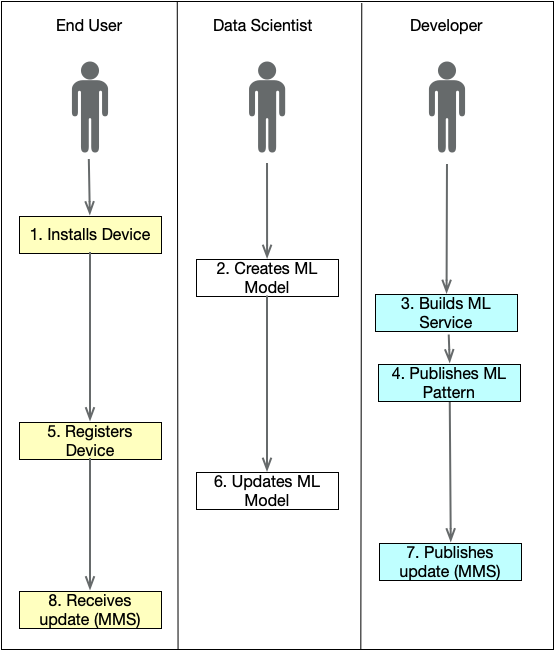 End User
Data Scientist
Developer
1. Installs Device
2. Creates ML
Model
3. Builds ML
Service
4. Publishes ML
Pattern
5. Registers
Device
6. Updates ML
Model
7. Publishes
update (MMS)
8. Receives
update (MMS)